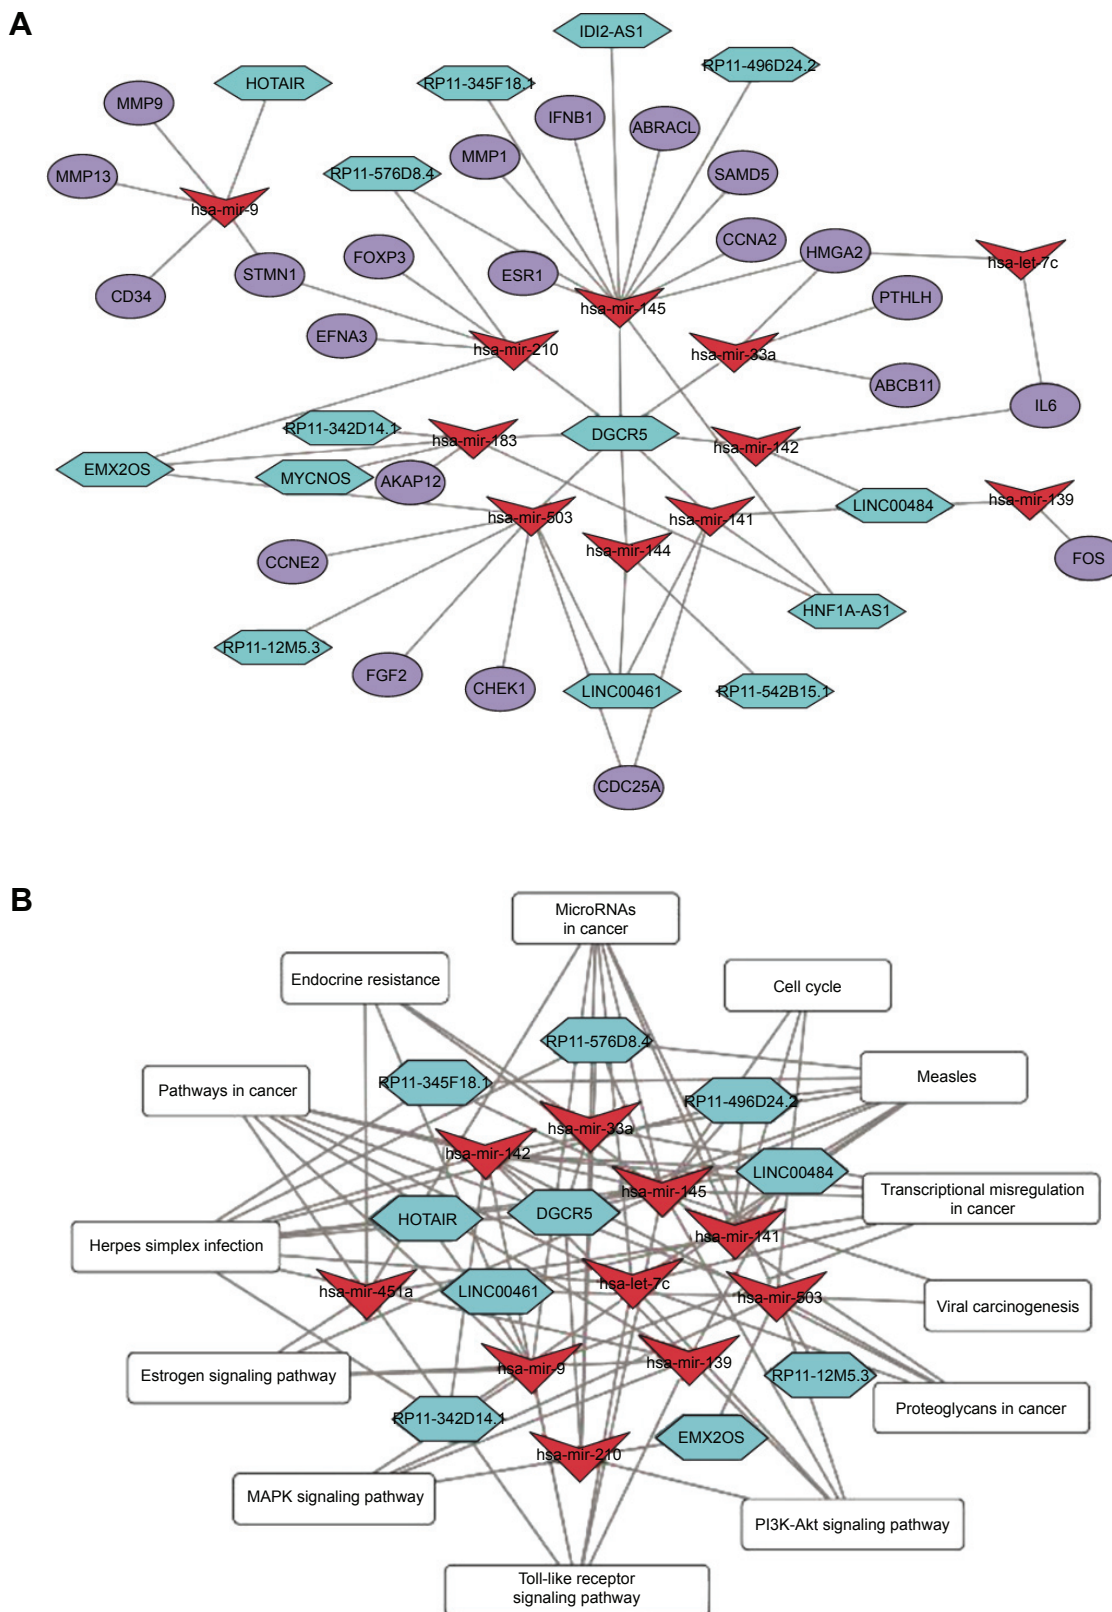 A
IDI2-AS1
RP11-496D24.2
HOTAIR
RP11-345F18.1
MMP9
IFNB1
ABRACL
MMP1
MMP13
RP11-576D8.4
SAMD5
hsa-mir-9
CCNA2
FOXP3
HMGA2
STMN1
ESR1
hsa-let-7c
CD34
PTHLH
hsa-mir-145
EFNA3
hsa-mir-210
hsa-mir-33a
ABCB11
IL6
RP11-342D14.1
hsa-mir-183
DGCR5
hsa-mir-142
EMX2OS
MYCNOS
AKAP12
hsa-mir-503
hsa-mir-141
LINC00484
hsa-mir-139
hsa-mir-144
CCNE2
FOS
HNF1A-AS1
RP11-12M5.3
FGF2
CHEK1
LINC00461
RP11-542B15.1
CDC25A
B
MicroRNAs
in cancer
Endocrine resistance
Cell cycle
RP11-576D8.4
Pathways in cancer
RP11-345F18.1
Measles
RP11-496D24.2
hsa-mir-33a
hsa-mir-142
LINC00484
hsa-mir-145
Transcriptional misregulation
in cancer
HOTAIR
DGCR5
hsa-mir-141
Herpes simplex infection
hsa-mir-451a
LINC00461
hsa-let-7c
hsa-mir-503
Viral carcinogenesis
Estrogen signaling pathway
hsa-mir-9
hsa-mir-139
RP11-12M5.3
Proteoglycans in cancer
RP11-342D14.1
EMX2OS
hsa-mir-210
MAPK signaling pathway
PI3K-Akt signaling pathway
Toll-like receptor
signaling pathway